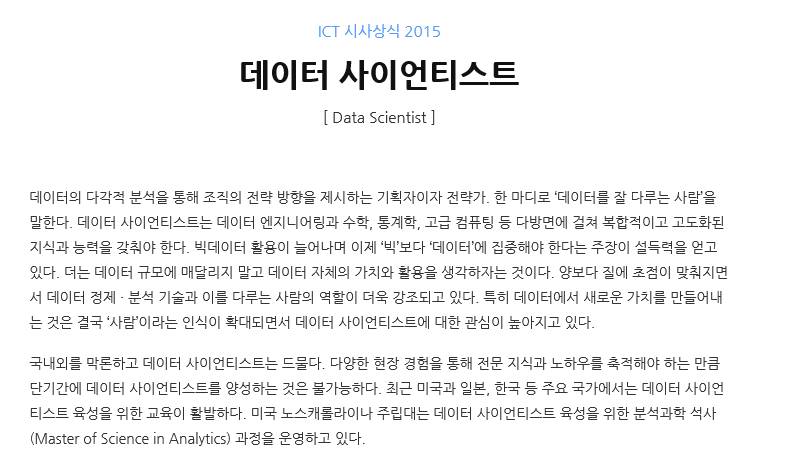 ICT 시사상식 2015
데이터 사이언티스트
[ Data Scientist ]
데이터의 다각적 분석을 통해 조직의 전략 방향을 제시하는 기획자이자 전략가. 한 마디로 ‘데이터를 잘 다루는 사람’을
말한다. 데이터 사이언티스트는 데이터 엔지니어링과 수학, 통계학, 고급 컴퓨팅 등 다방면에 걸쳐 복합적이고 고도화된
지식과 능력을 갖춰야 한다. 빅데이터 활용이 늘어나며 이제 ‘빅’보다 ‘데이터’에 집중해야 한다는 주장이 설득력을 얻고
있다. 더는 데이터 규모에 매달리지 말고 데이터 자체의 가치와 활용을 생각하자는 것이다. 양보다 질에 초점이 맞춰지면
서 데이터 정제 · 분석 기술과 이를 다루는 사람의 역할이 더욱 강조되고 있다. 특히 데이터에서 새로운 가치를 만들어내
는 것은 결국 ‘사람’이라는 인식이 확대되면서 데이터 사이언티스트에 대한 관심이 높아지고 있다.
국내외를 막론하고 데이터 사이언티스트는 드물다. 다양한 현장 경험을 통해 전문 지식과 노하우를 축적해야 하는 만큼
단기간에 데이터 사이언티스트를 양성하는 것은 불가능하다. 최근 미국과 일본, 한국 등 주요 국가에서는 데이터 사이언
티스트 육성을 위한 교육이 활발하다. 미국 노스캐롤라이나 주립대는 데이터 사이언티스트 육성을 위한 분석과학 석사
(Master of Science in Analytics) 과정을 운영하고 있다.